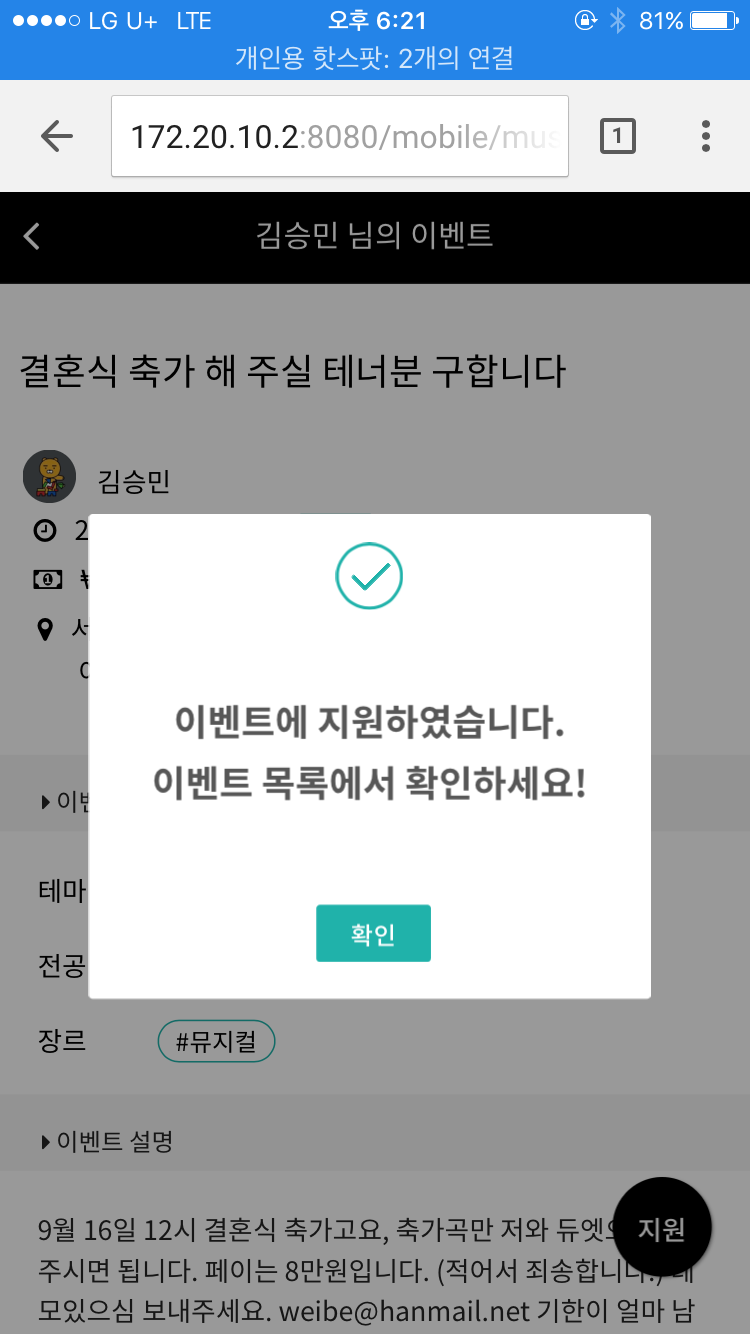 LG U+ LTE 오후 6:21 81%
개인용 핫스팟: 2개의 연결
172.20.10.2:8080/mobile/mus
1
김승민 님의 이벤트
결혼식 축가 해 주실 테너분 구합니다
김승민
2
₩
이벤트에 지원하였습니다.
이벤트 목록에서 확인하세요!
확인
테마
전공
장르 #뮤지컬
이벤트 설명
9월 16일 12시 결혼식 축가고요, 축가곡만 저와 듀엣으
지원
주시면 됩니다. 페이는 8만원입니다. (적어서 죄송합니다.)
모있으심 보내주세요. weibe@hanmail.net 기한이 얼마 남